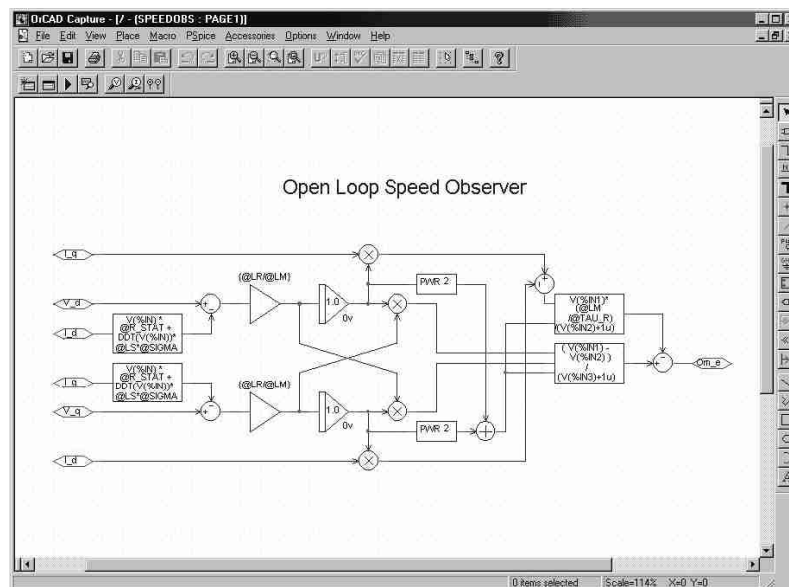 OrCAD Capture - [/ - (SPEEDOBS : PAGE1)]
File Edit View Place Macro PSpice Accessories Options Window Help
Open Loop Speed Observer
I_q
{@LR/@LM}
V_d
1.0
0v
PWR 2
V(%IN1)*
(@LM
/@TAU_R)
/(V(%IN2)+1u)
I_d
V(%IN) *
@R_STAT +
DDT(V(%IN))*
@LS*@SIGMA
( V(%IN1) -
V(%IN2) )
/
(V(%IN3)+1u)
Om_e
I_q
V(%IN) *
@R_STAT +
DDT(V(%IN))*
@LS*@SIGMA
{@LR/@LM}
V_q
1.0
0v
PWR 2
I_d
0 items selected
Scale=114% X=0 Y=0